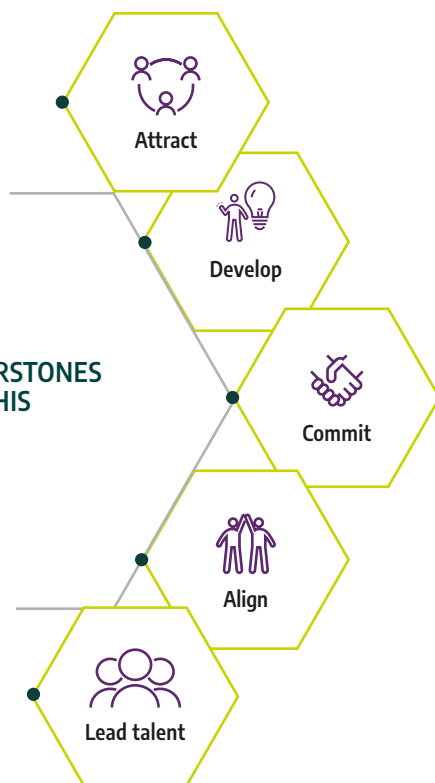 Attract
Develop
RSTONES
HIS
Commit
Align
Lead talent